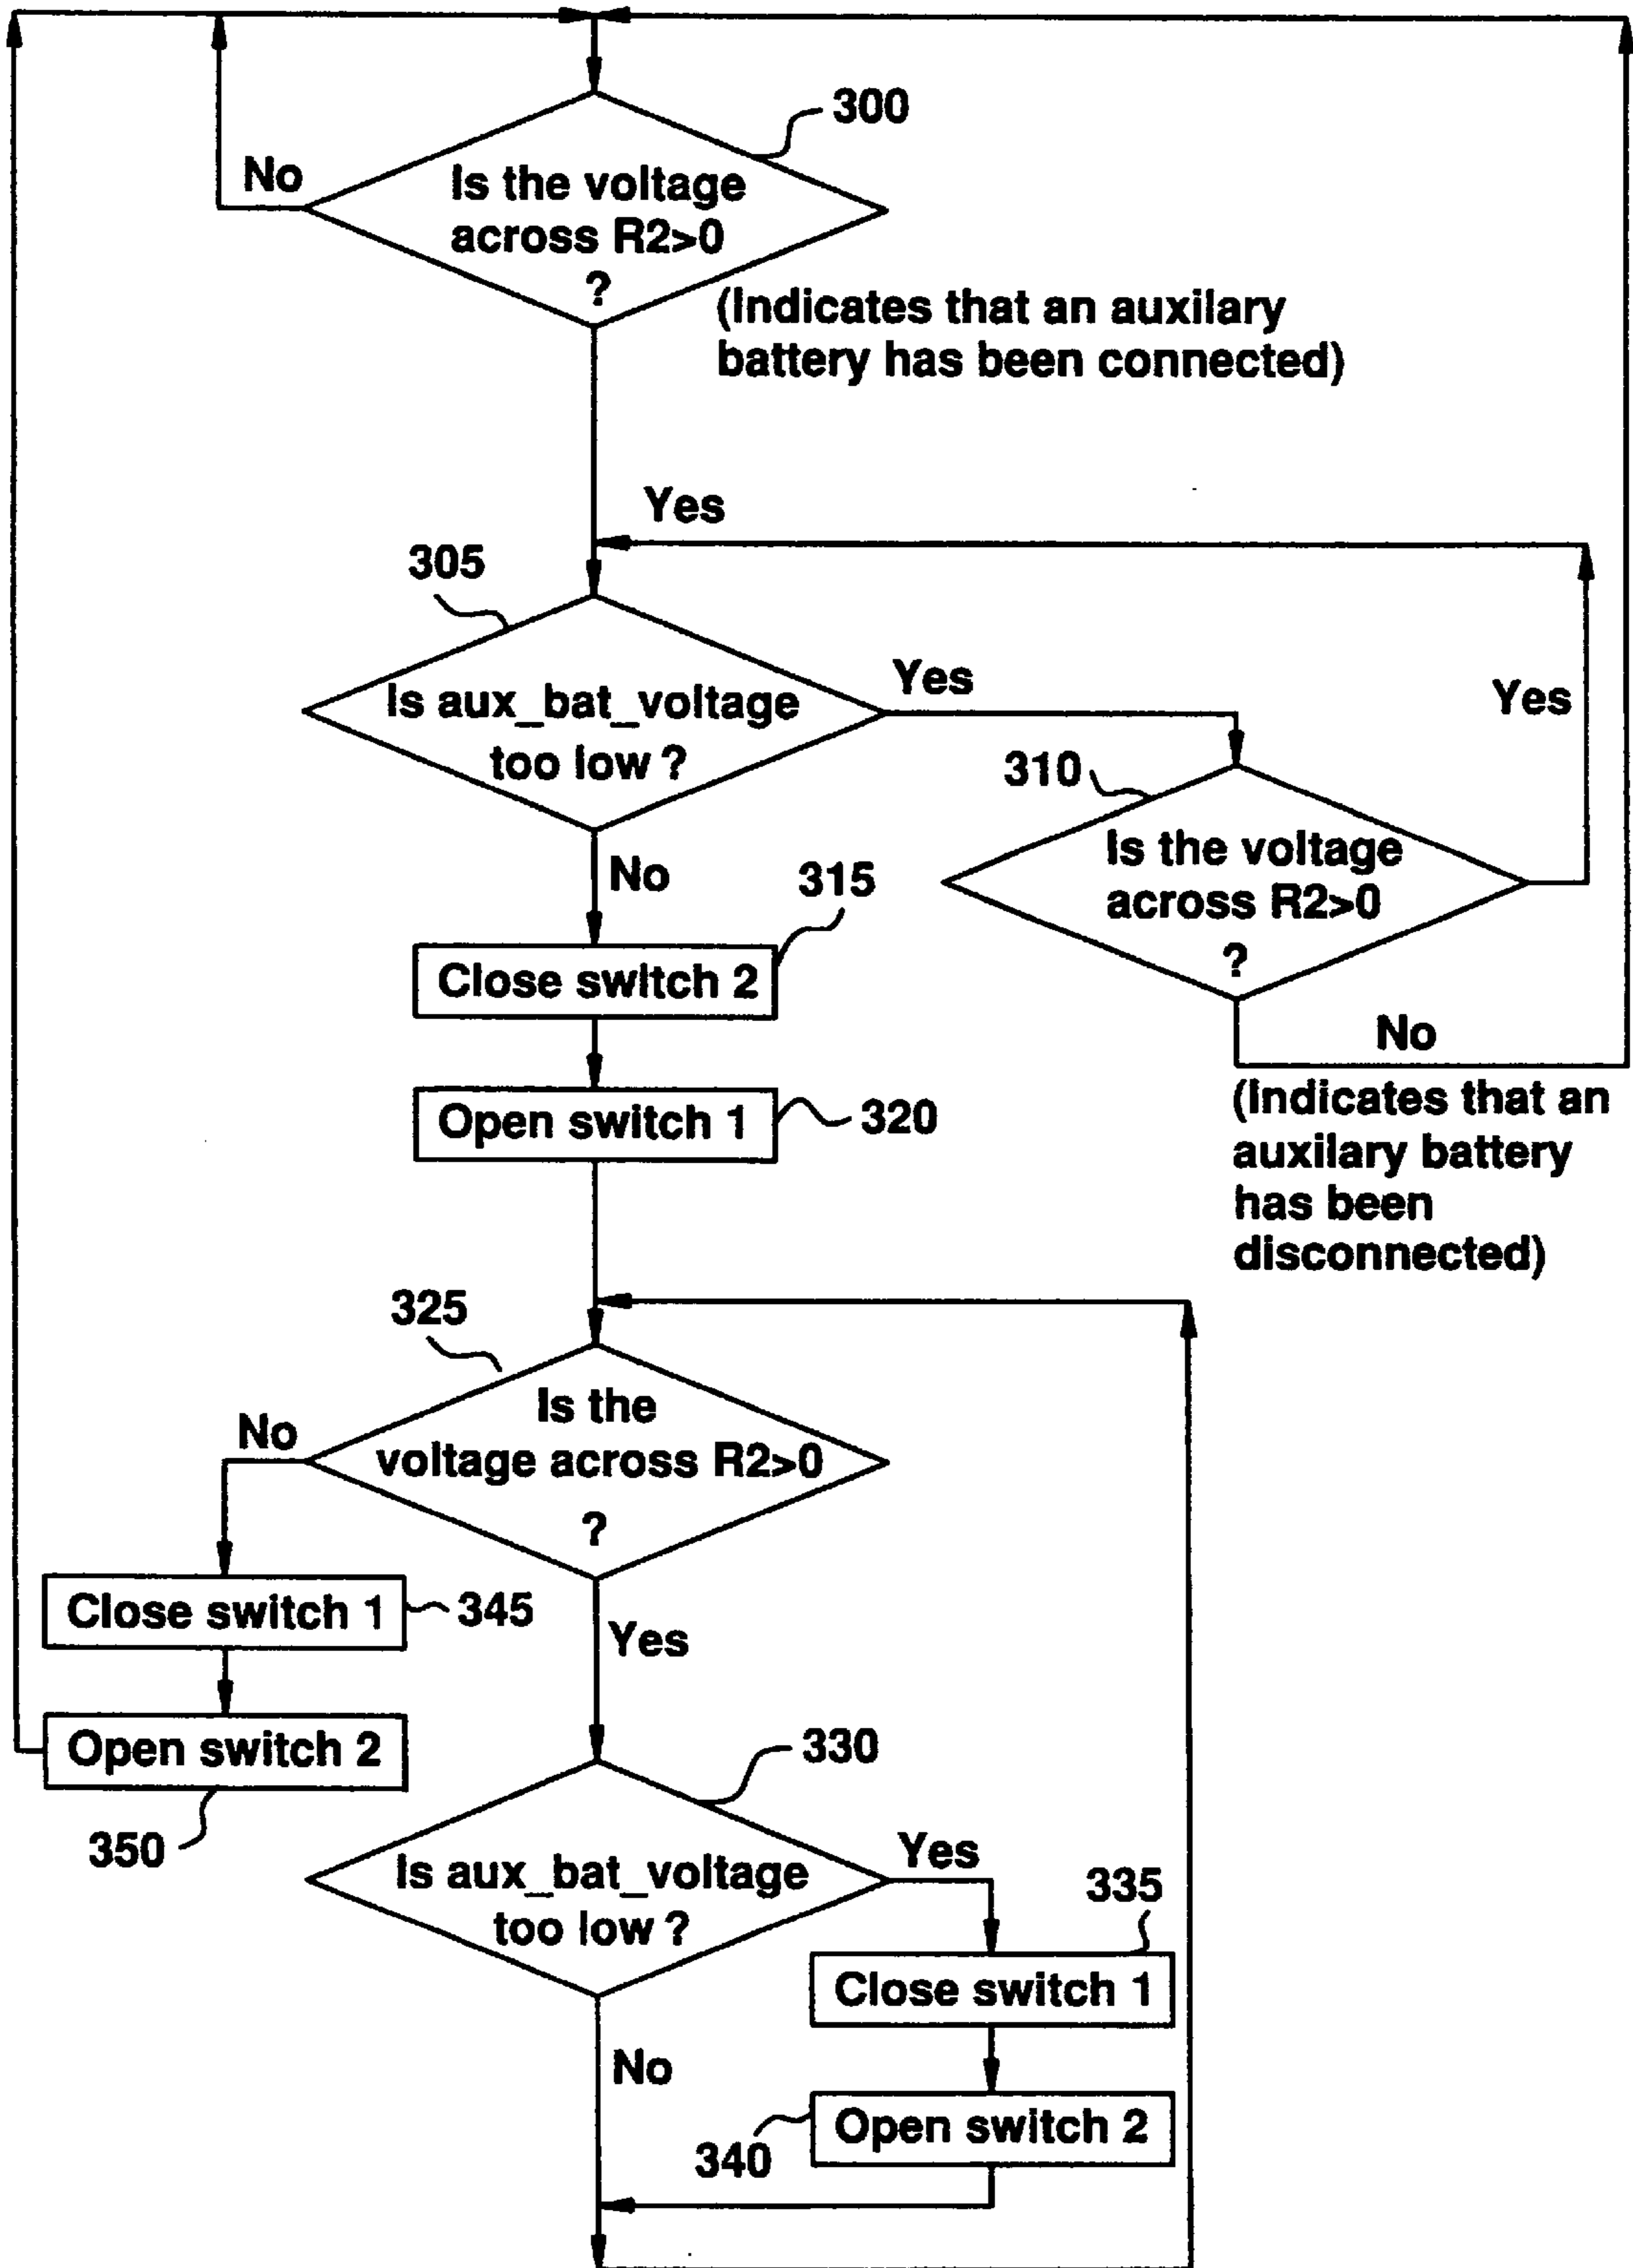 300
No
Is the voltage
across R2>0
?
(Indicates that an auxilary
battery has been connected)
Yes
305
Is aux_bat_voltage
too low ?
Yes
Yes
310
Is the voltage
across R2>0
?
No
315
Close switch 2
No
(Indicates that an
auxilary battery
has been
disconnected)
Open switch 1
320
325
Is the
voltage across R2>0
?
No
Close switch 1
345
Yes
Open switch 2
350
330
Is aux_bat_voltage
too low ?
Yes
335
Close switch 1
No
Open switch 2
340